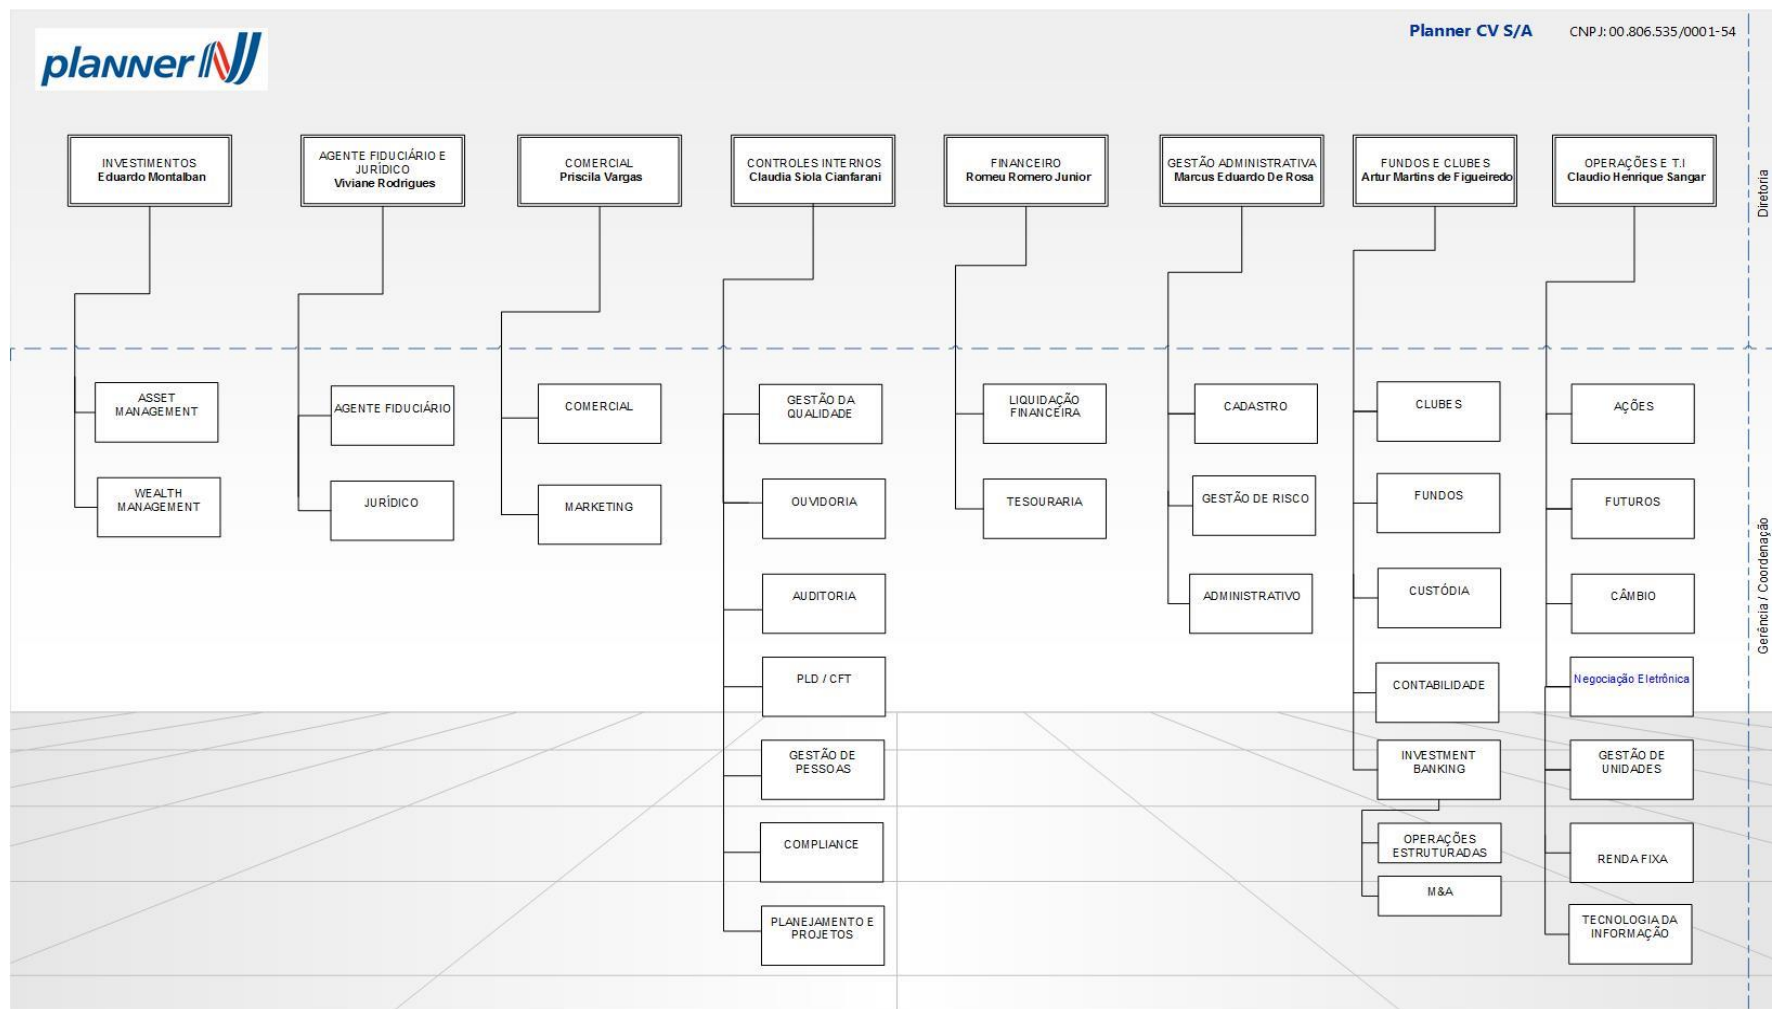 planner
Planner CV S/A
CNPJ: 00.806.535/0001-54
INVESTIMENTOS
Eduardo Montalban
AGENTE FIDUCIÁRIO E
JURÍDICO
Viviane Rodrigues
COMERCIAL
Priscila Vargas
CONTROLES INTERNOS
Claudia Siola Cianfarani
FINANCEIRO
Romeu Romero Junior
GESTÃO ADMINISTRATIVA
Marcus Eduardo De Rosa
FUNDOS E CLUBES
Artur Martins de Figueiredo
OPERAÇÕES E T.I
Claudio Henrique Sangar
Diretoria
ASSET
MANAGEMENT
WEALTH
MANAGEMENT
AGENTE FIDUCIÁRIO
JURÍDICO
COMERCIAL
MARKETING
GESTÃO DA
QUALIDADE
OUVIDORIA
AUDITORIA
PLD / CFT
GESTÃO DE
PESSOAS
COMPLIANCE
PLANEJAMENTO E
PROJETOS
LIQUIDAÇÃO
FINANCEIRA
TESOURARIA
CADASTRO
GESTÃO DE RISCO
ADMINISTRATIVO
CLUBES
FUNDOS
CUSTÓDIA
CONTABILIDADE
INVESTMENT
BANKING
OPERAÇÕES
ESTRUTURADAS
M&A
AÇÕES
FUTUROS
CÂMBIO
Negociação Eletrônica
GESTÃO DE
UNIDADES
RENDA FIXA
TECNOLOGIA DA
INFORMAÇÃO
Gerência / Coordenação